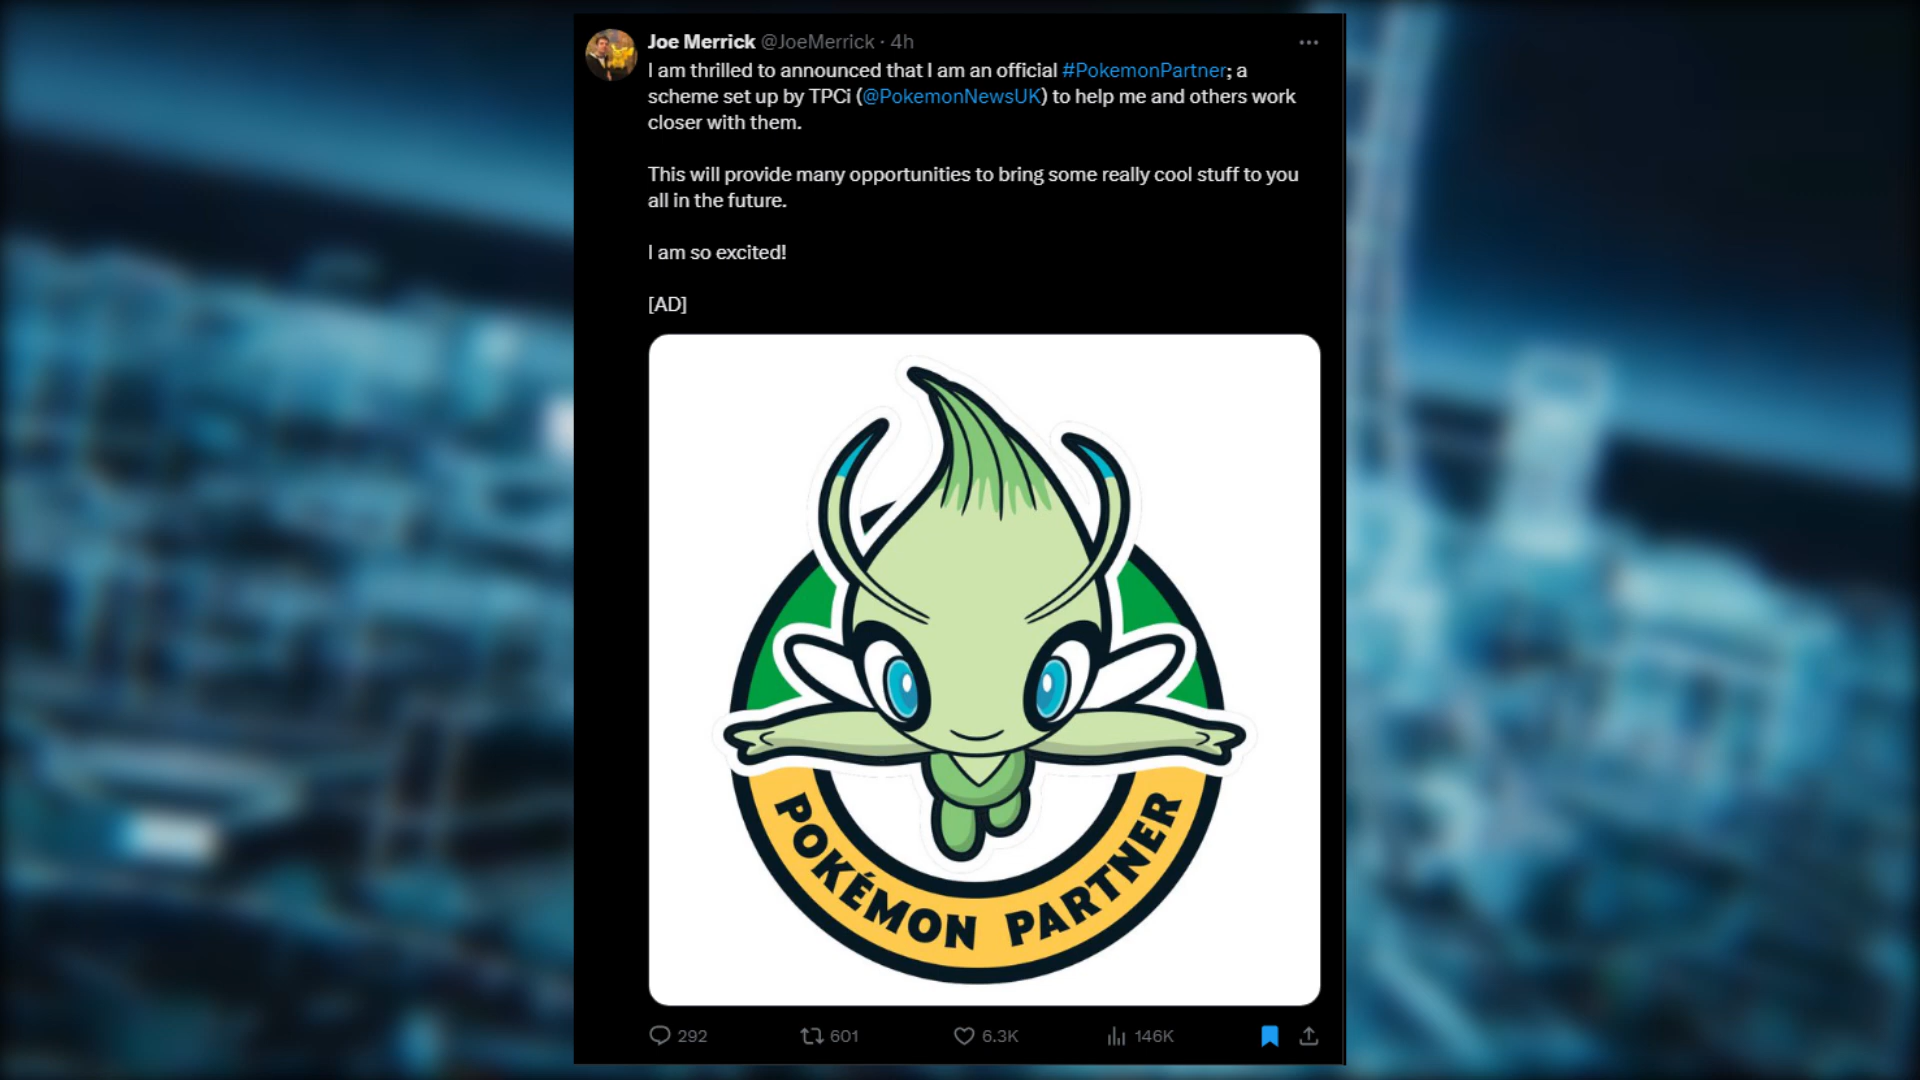 Joe Merrick @JoeMerrick · 4h
I am thrilled to announced that I am an official #PokemonPartner; a
scheme set up by TPCi (@PokemonNewsUK) to help me and others work
closer with them.
This will provide many opportunities to bring some really cool stuff to you
all in the future.
I am so excited!
[AD]
POKÉMON PARTNER
292 601 6.3K 146K